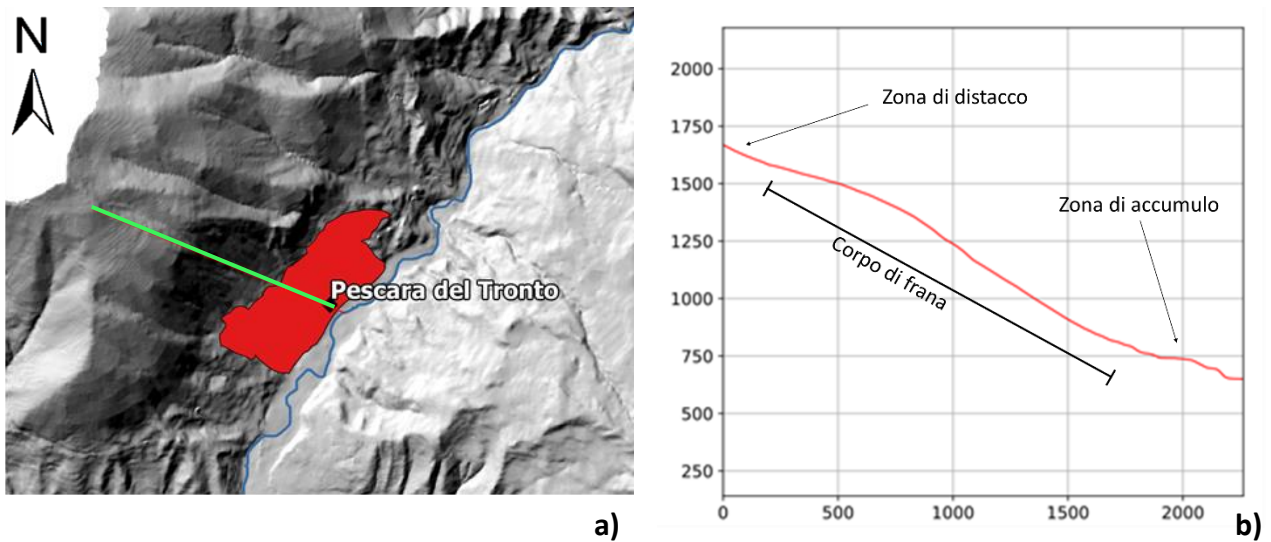 N
Pescara del Tronto
a)
2000
1750
1500
1250
1000
750
500
250
0
500
1000
1500
2000
Zona di distacco
Zona di accumulo
Corpo di frana
b)